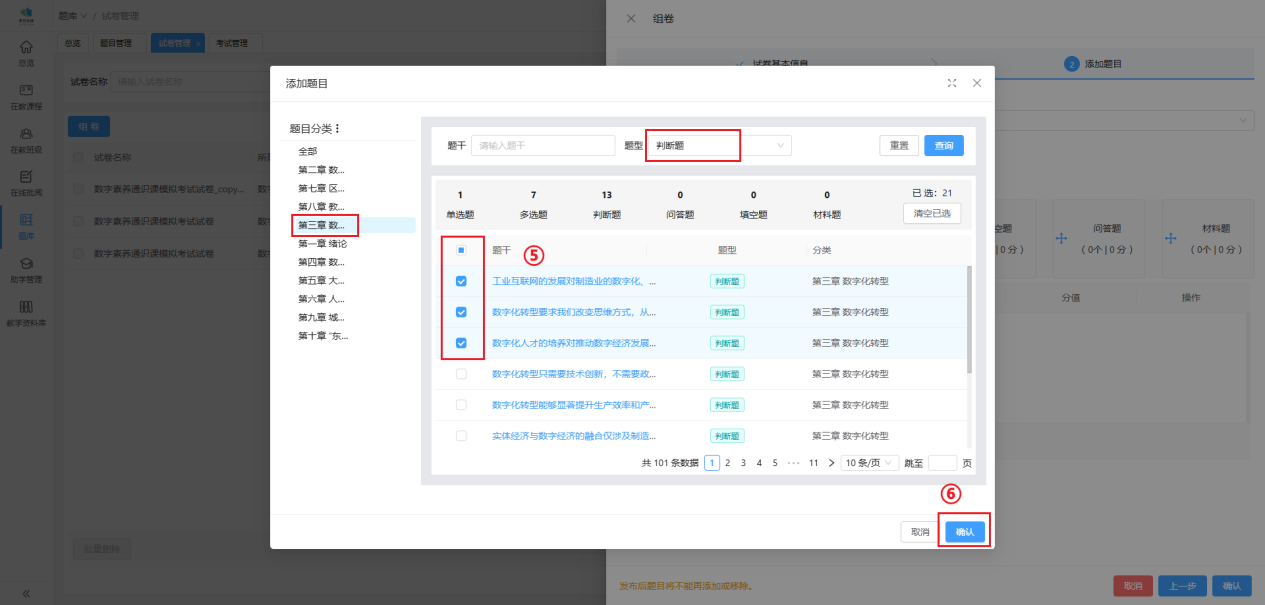 题库 / 试卷管理
总览 题目管理 试卷管理 × 考试管理
总览
在教课程
在教班级
在线批阅
题库
助学管理
教学资料库
试卷名称 请输入试卷名称
组 卷
试卷名称
数字素养通识课模拟考试试卷_copy...
数字素养通识课模拟考试试卷
数字素养通识课模拟考试试卷
批量删除
组卷
试卷基本信息
2 添加题目
问答题
( 0个 | 0 分 )
材料题
( 0个 | 0 分 )
分值 操作
发布后题目将不能再添加或移除。
取消 上一步 确认
添加题目
题目分类
全部
第二章 数...
第七章 区...
第八章 教...
第三章 数...
第一章 绪论
第四章 数...
第五章 大...
第六章 人...
第九章 城...
第十章 "东...
题干 请输入题干 题型 判断题 重置 查询
1 7 13 0 0 0 已 选： 21
单选题 多选题 判断题 问答题 填空题 材料题 清空已选
题干 ⑤ 题型 分类
工业互联网的发展对制造业的数字化、... 判断题 第三章 数字化转型
数字化转型要求我们改变思维方式，从... 判断题 第三章 数字化转型
数字化人才的培养对推动数字经济发展... 判断题 第三章 数字化转型
数字化转型只需要技术创新，不需要政... 判断题 第三章 数字化转型
数字化转型能够显著提升生产效率和产... 判断题 第三章 数字化转型
实体经济与数字经济的融合仅涉及制造... 判断题 第三章 数字化转型
共 101 条数据 1 2 3 4 5 ··· 11 10 条/页 跳至 页
⑥
取消 确认